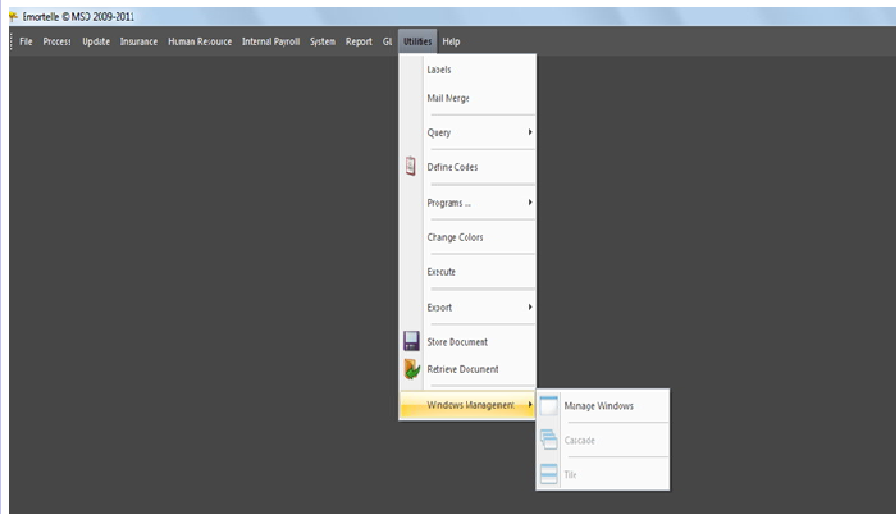 Emortelle © MSD 2009-2011
File Process Update Insurance Human Resource Internal Payroll System Report GL Utilities Help
Labels
Mail Merge
Query
Define Codes
Programs ...
Change Colors
Execute
Export
Store Document
Retrieve Document
Windows Management
Manage Windows
Cascade
Tile